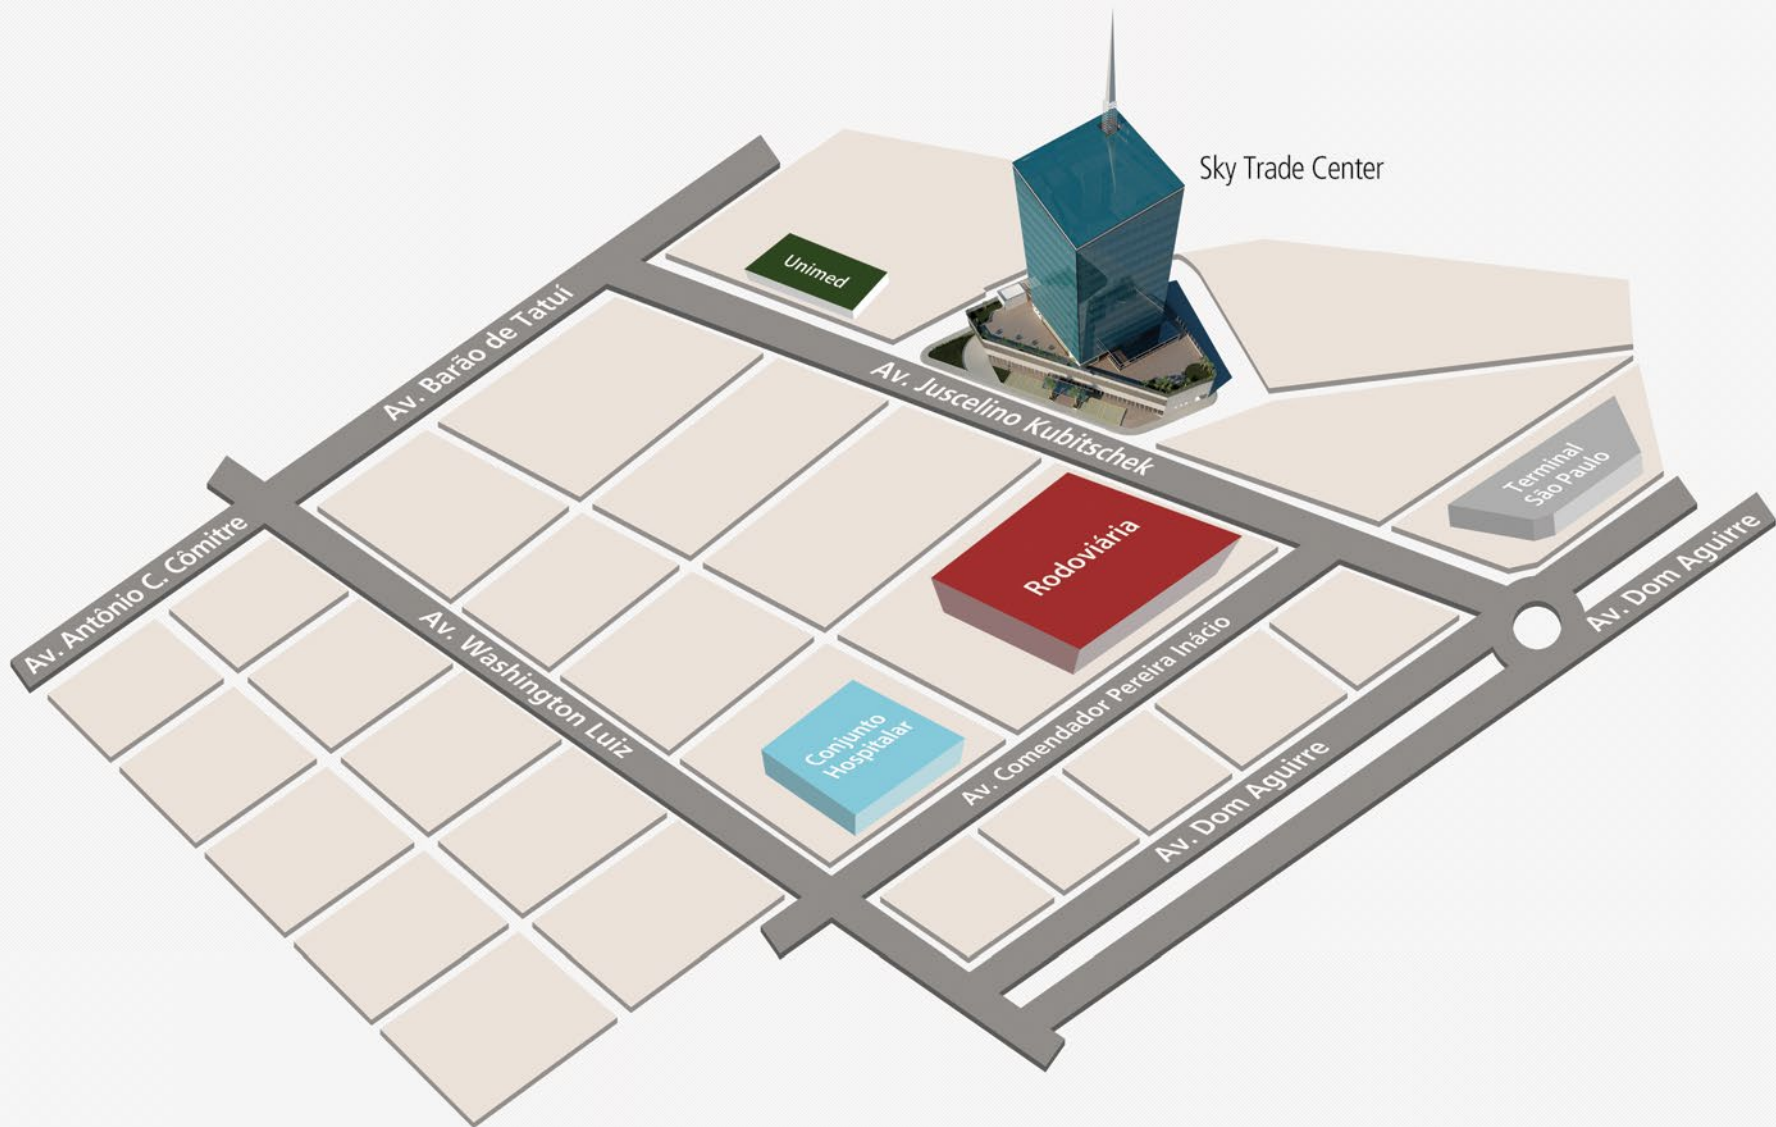 Sky Trade Center
Unimed
Av. Barão de Tatuí
Av. Juscelino Kubitschek
Terminal
São Paulo
Rodoviária
Av. Antônio C. Cômitre
Av. Dom Aguirre
Av. Washington Luiz
Av. Comendador Pereira Inácio
Conjunto
Hospitalar
Av. Dom Aguirre